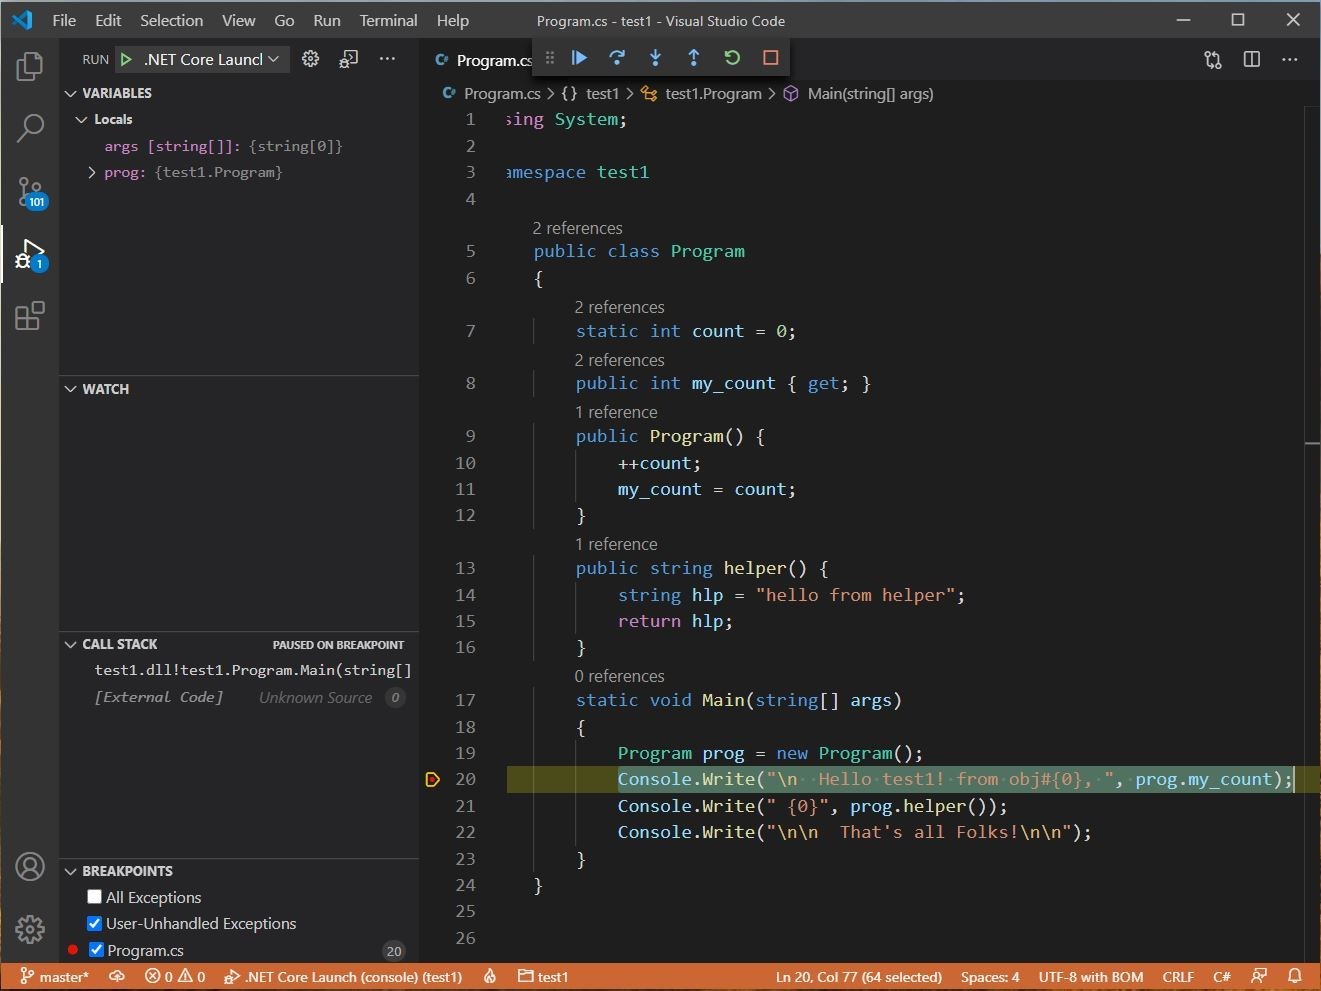 File Edit Selection View Go Run Terminal Help Program.cs - test1 - Visual Studio Code
RUN .NET Core Launcl
VARIABLES
Locals
args [string[]]: {string[0]}
prog: {test1.Program}
WATCH
CALL STACK PAUSED ON BREAKPOINT
test1.dll!test1.Program.Main(string[]
[External Code] Unknown Source 0
BREAKPOINTS
All Exceptions
User-Unhandled Exceptions
Program.cs 20
101
1
Program.cs
Program.cs > {} test1 > test1.Program > Main(string[] args)
1 sing System;
2
3 amespace test1
4
2 references
5 public class Program
6 {
2 references
7 static int count = 0;
2 references
8 public int my_count { get; }
1 reference
9 public Program() {
10 ++count;
11 my_count = count;
12 }
1 reference
13 public string helper() {
14 string hlp = "hello from helper";
15 return hlp;
16 }
0 references
17 static void Main(string[] args)
18 {
19 Program prog = new Program();
20 Console.Write("\n  Hello test1! from obj#{0}, ", prog.my_count);
21 Console.Write(" {0}", prog.helper());
22 Console.Write("\n\n  That's all Folks!\n\n");
23 }
24 }
25
26
master* 0 0 .NET Core Launch (console) (test1) test1 Ln 20, Col 77 (64 selected) Spaces: 4 UTF-8 with BOM CRLF C#